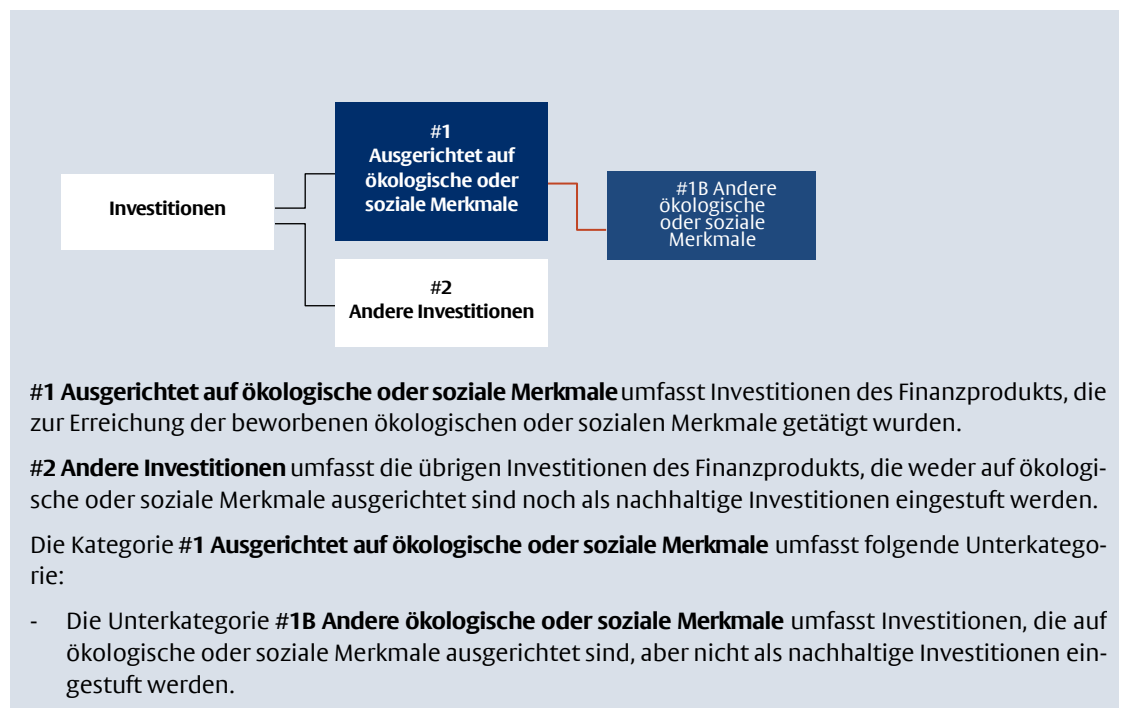 #1
Ausgerichtet auf
ökologische oder
soziale Merkmale
Investitionen
#1B Andere
ökologische
oder soziale
Merkmale
#2
Andere Investitionen
#1 Ausgerichtet auf ökologische oder soziale Merkmale umfasst Investitionen des Finanzprodukts, die
zur Erreichung der beworbenen ökologischen oder sozialen Merkmale getätigt wurden.
#2 Andere Investitionen umfasst die übrigen Investitionen des Finanzprodukts, die weder auf ökologi-
sche oder soziale Merkmale ausgerichtet sind noch als nachhaltige Investitionen eingestuft werden.
Die Kategorie #1 Ausgerichtet auf ökologische oder soziale Merkmale umfasst folgende Unterkatego-
rie:
- Die Unterkategorie #1B Andere ökologische oder soziale Merkmale umfasst Investitionen, die auf
ökologische oder soziale Merkmale ausgerichtet sind, aber nicht als nachhaltige Investitionen ein-
gestuft werden.